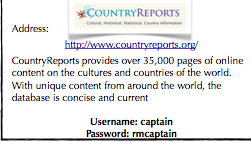 COUNTRYREPORTS
Cultural, Historical, Statistical, Country Information
Address:
http://www.countryreports.org/
CountryReports provides over 35,000 pages of online
content on the cultures and countries of the world.
With unique content from around the world, the
database is concise and current
Username: captain
Password: rmcaptain